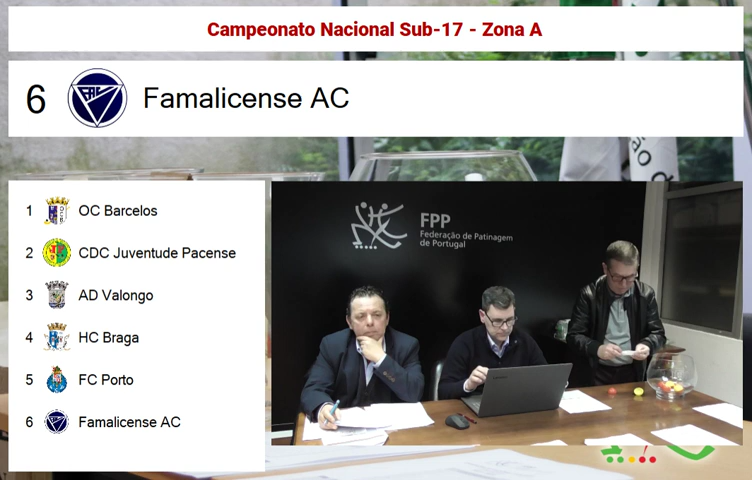 Campeonato Nacional Sub-17 - Zona A
6 FAC Famalicense AC
1 OC Barcelos
2 CDC Juventude Pacense
3 AD Valongo
4 HC Braga
5 FC Porto
6 Famalicense AC
FPP
Federação de Patinagem
de Portugal